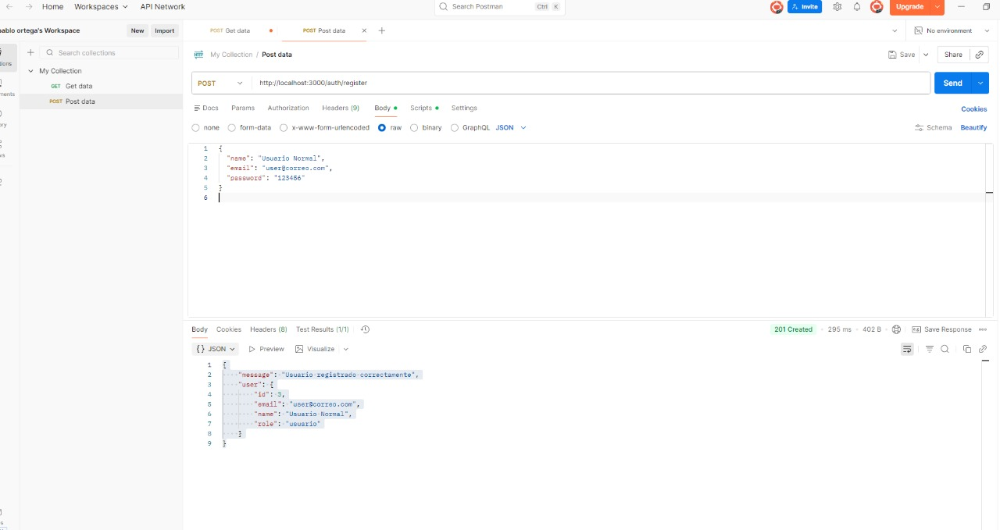 Home Workspaces API Network Search Postman Ctrl K Invite Upgrade
pablo ortega's Workspace New Import POST Get data POST Post data No environment
Search collections
My Collection / Post data Save Share
My Collection
GET Get data
POST Post data
POST http://localhost:3000/auth/register Send
Docs Params Authorization Headers (9) Body Scripts Settings Cookies
none form-data x-www-form-urlencoded raw binary GraphQL JSON Schema Beautify
1 {
2 "name": "Usuario Normal",
3 "email": "user@correo.com",
4 "password": "123456"
5 }
6
Body Cookies Headers (8) Test Results (1/1) 201 Created 295 ms 402 B Save Response
{} JSON Preview Visualize
1 {
2 "message": "Usuario registrado correctamente",
3 "user": {
4 "id": 3,
5 "email": "user@correo.com",
6 "name": "Usuario Normal",
7 "role": "usuario"
8 }
9 }